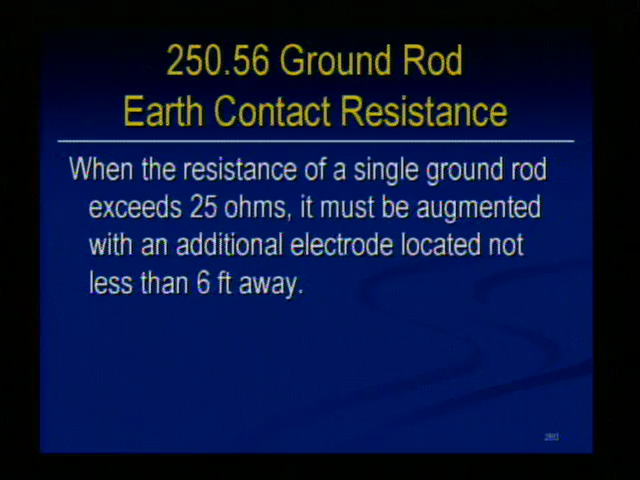 250.56 Ground Rod
Earth Contact Resistance
When the resistance of a single ground rod
exceeds 25 ohms, it must be augmented
with an additional electrode located not
less than 6 ft away.